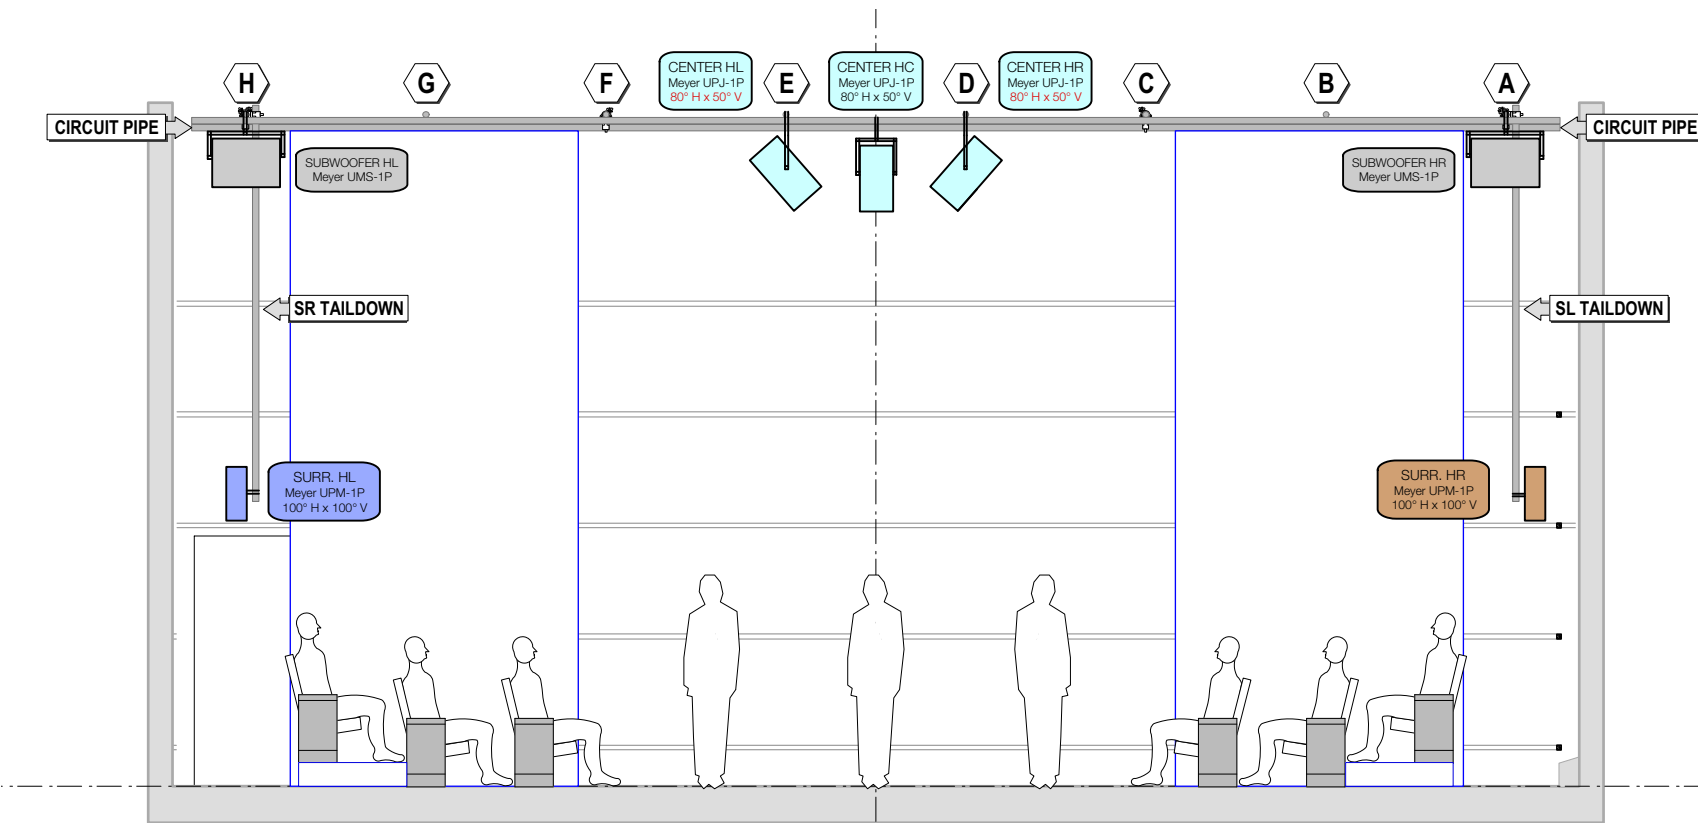 H
G
F
CENTER HL
Meyer UPJ-1P
80° H x 50° V
E
CENTER HC
Meyer UPJ-1P
80° H x 50° V
D
CENTER HR
Meyer UPJ-1P
80° H x 50° V
C
B
A
CIRCUIT PIPE
CIRCUIT PIPE
SUBWOOFER HL
Meyer UMS-1P
SUBWOOFER HR
Meyer UMS-1P
SR TAILDOWN
SL TAILDOWN
SURR. HL
Meyer UPM-1P
100° H x 100° V
SURR. HR
Meyer UPM-1P
100° H x 100° V